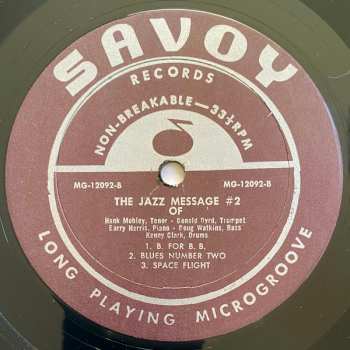 SAVOY
RECORDS
NON-BREAKABLE—33⅓ RPM
MG-12092-B MG-12092-B
THE JAZZ MESSAGE #2
OF
Hank Mobley, Tenor - Donald Byrd, Trumpet
Barry Harris, Piano - Doug Watkins, Bass
Kenny Clark, Drums
1. B. FOR B. B.
2. BLUES NUMBER TWO
3. SPACE FLIGHT
LONG PLAYING MICROGROOVE